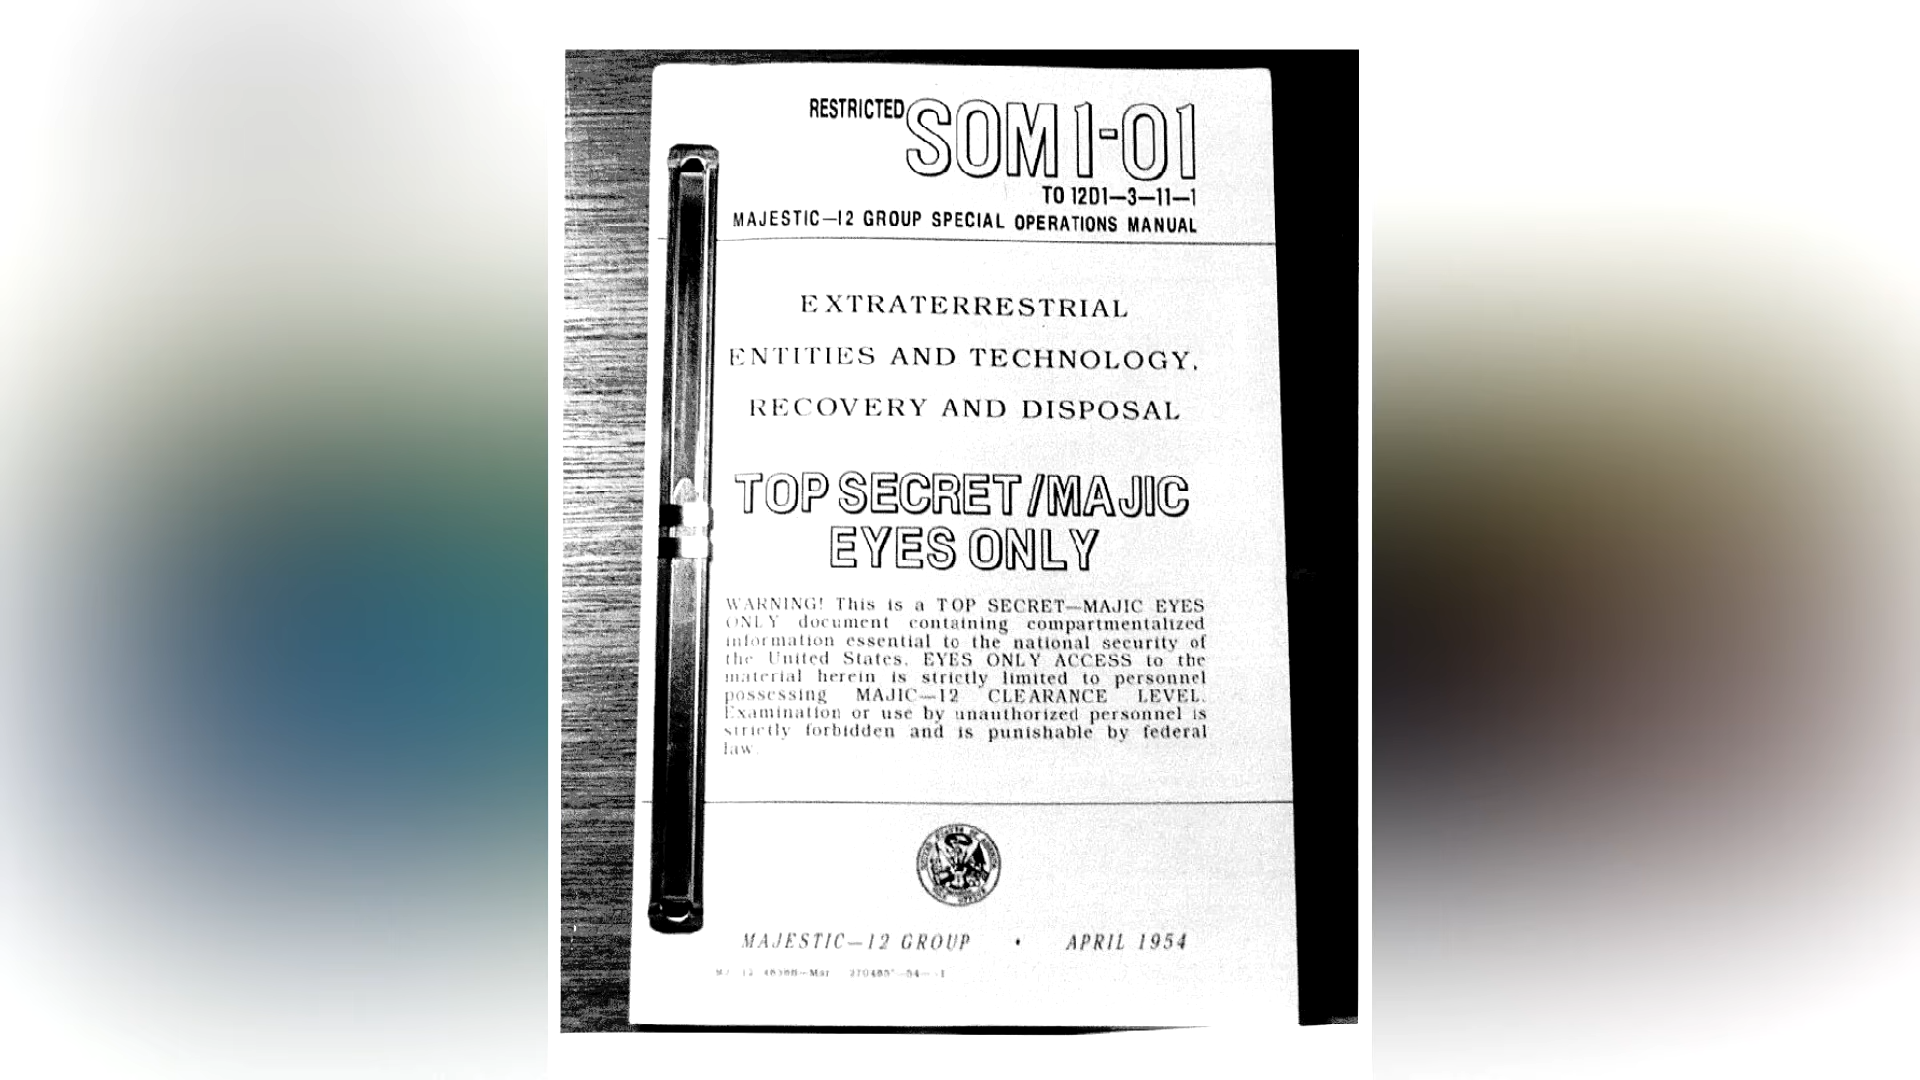 RESTRICTED SOM 1-01
TO 12D1—3—11—1
MAJESTIC—12 GROUP SPECIAL OPERATIONS MANUAL
EXTRATERRESTRIAL
ENTITIES AND TECHNOLOGY,
RECOVERY AND DISPOSAL
TOP SECRET/MAJIC
EYES ONLY
WARNING! This is a TOP SECRET—MAJIC EYES
ONLY document containing compartmentalized
information essential to the national security of
the United States. EYES ONLY ACCESS to the
material herein is strictly limited to personnel
possessing MAJIC—12 CLEARANCE LEVEL.
Examination or use by unauthorized personnel is
strictly forbidden and is punishable by federal
law.
MAJESTIC—12 GROUP • APRIL 1954